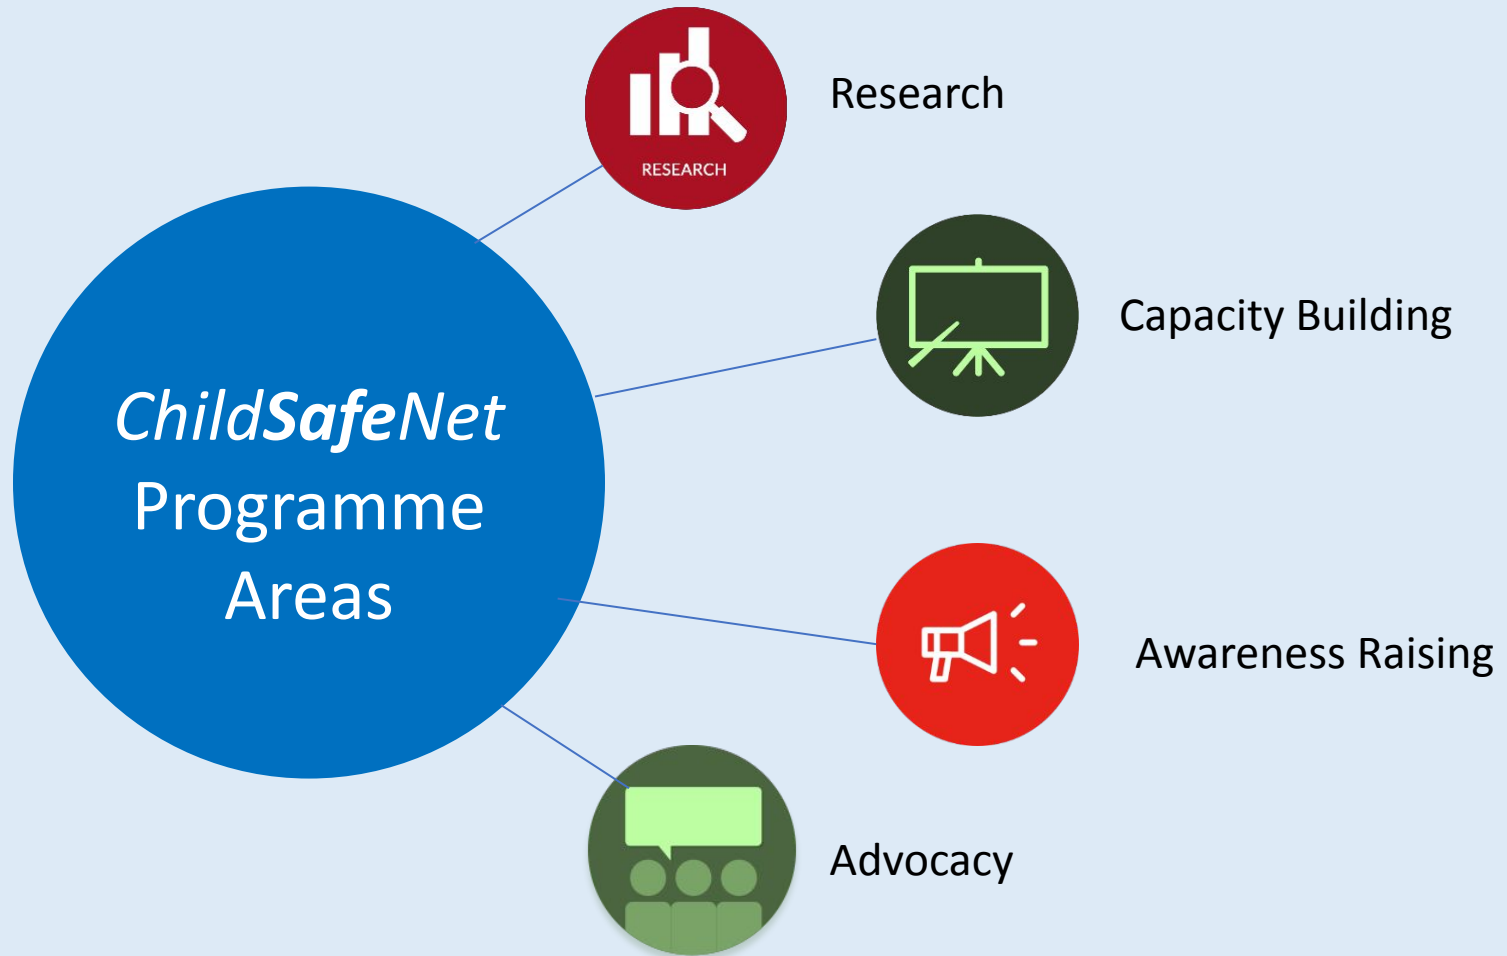 RESEARCH
Research
Capacity Building
ChildSafeNet
Programme
Areas
Awareness Raising
Advocacy